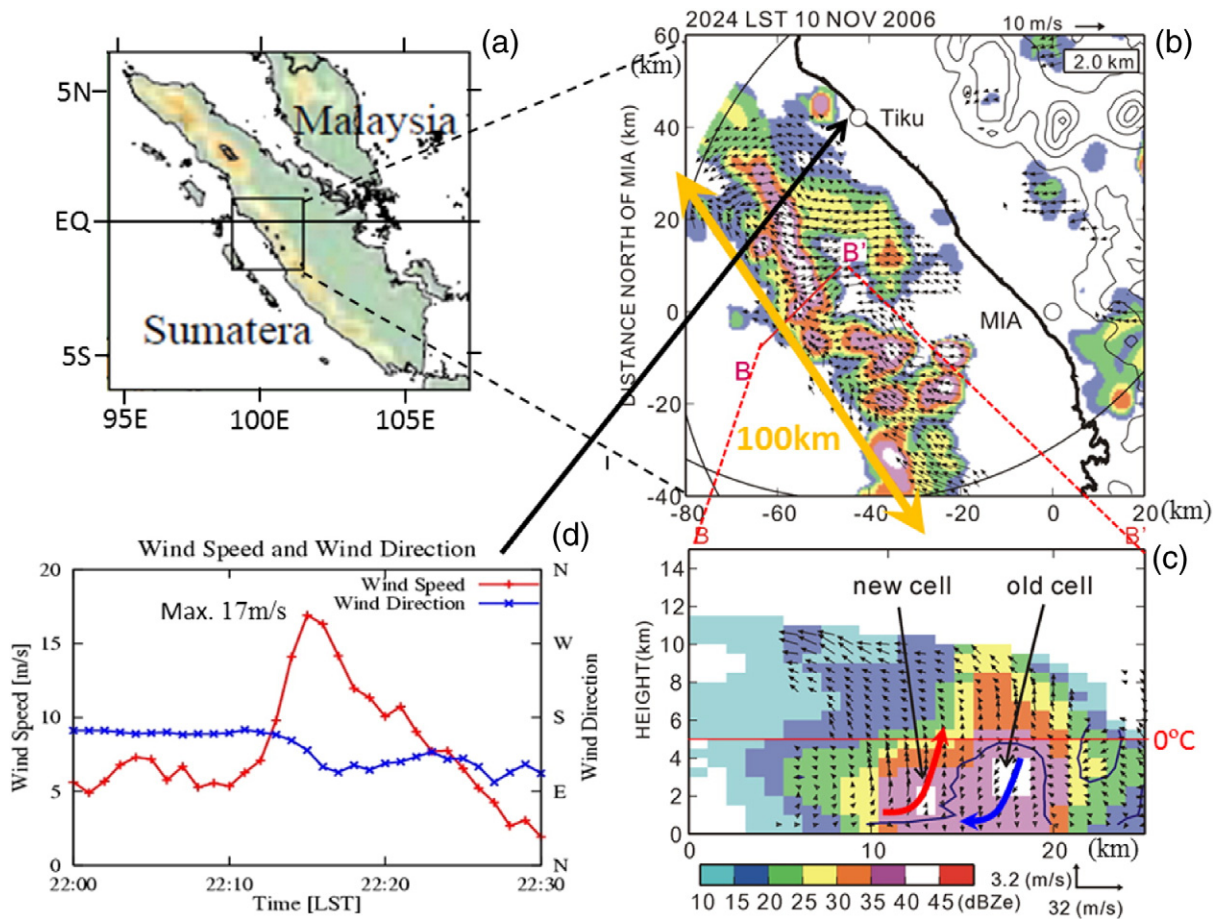 (a)
5N
EQ
5S
Malaysia
Sumatera
95E 100E 105E
2024 LST 10 NOV 2006
10 m/s
(b)
2.0 km
(km)
DISTANCE NORTH OF MIA (km)
60
40
20
0
-20
-40
Tiku
MIA
B'
B
100km
-80 -60 -40 -20 0 20 (km)
B B'
(d)
Wind Speed and Wind Direction
Wind Speed
Wind Direction
Max. 17m/s
Wind Speed [m/s]
20
15
10
5
0
N
W
S
E
N
Wind Direction
22:00 22:10 22:20 22:30
Time [LST]
(c)
new cell old cell
HEIGHT(km)
14
12
10
8
6
4
2
0
0°C
0 10 20 (km)
10 15 20 25 30 35 40 45 (dBZe)
3.2 (m/s)
32 (m/s)